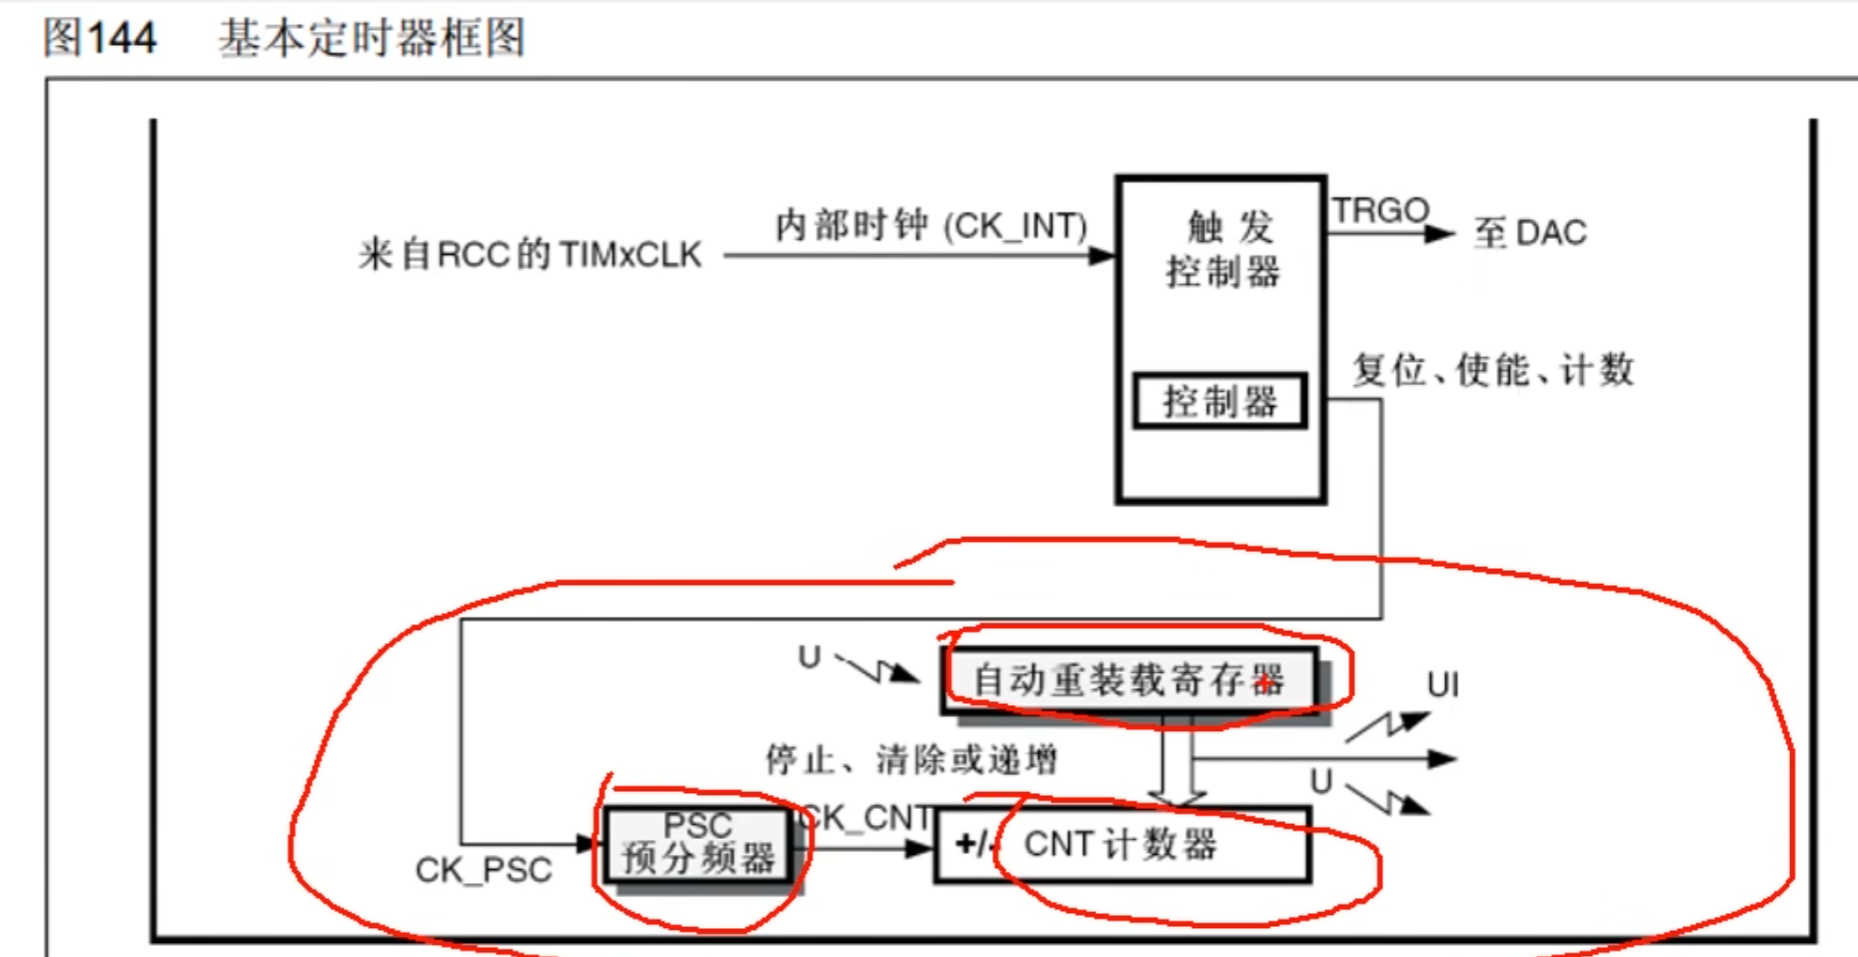 图144 基本定时器框图
来自RCC的TIMxCLK
内部时钟 (CK_INT)
触发
控制器
TRGO
至DAC
控制器
复位、使能、计数
U
自动重装载寄存器
UI
停止、清除或递增
U
CK_PSC
PSC
预分频器
CK_CNT
+/-
CNT计数器